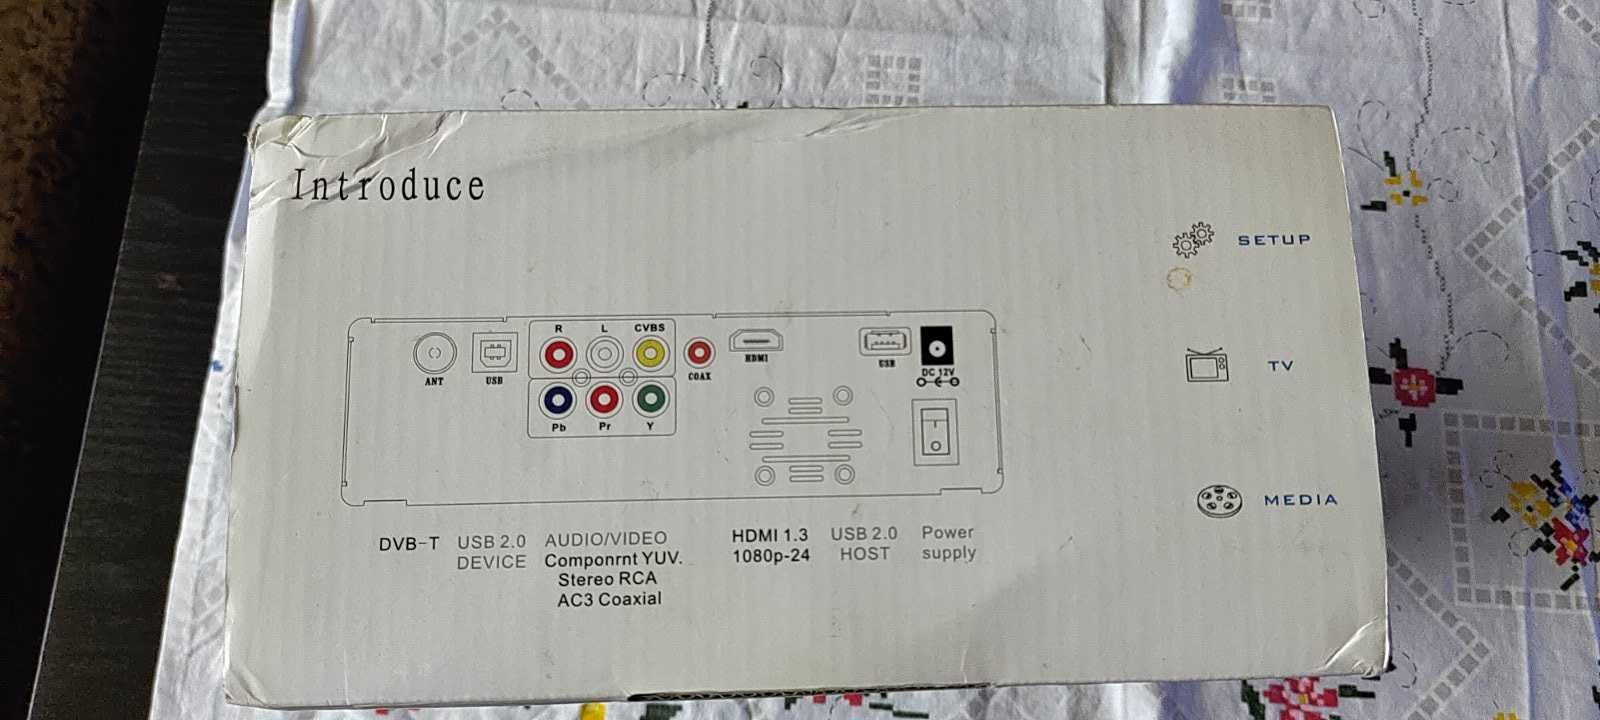 Introduce
SETUP
TV
MEDIA
R L CVBS
ANT USB COAX HDMI USB DC 12V
Pb Pr Y
DVB-T
USB 2.0
DEVICE
AUDIO/VIDEO
Componrnt YUV.
Stereo RCA
AC3 Coaxial
HDMI 1.3
1080p-24
USB 2.0
HOST
Power
supply